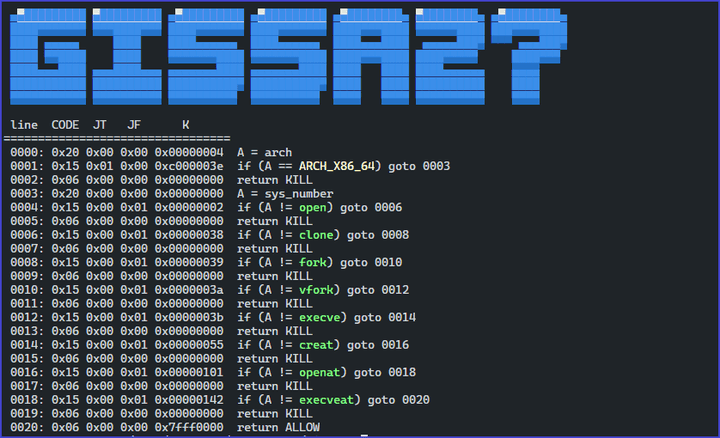 GISSA2?
line  CODE  JT   JF      K
=================================
0000: 0x20 0x00 0x00 0x00000004  A = arch
0001: 0x15 0x01 0x00 0xc000003e  if (A == ARCH_X86_64) goto 0003
0002: 0x06 0x00 0x00 0x00000000  return KILL
0003: 0x20 0x00 0x00 0x00000000  A = sys_number
0004: 0x15 0x00 0x01 0x00000002  if (A != open) goto 0006
0005: 0x06 0x00 0x00 0x00000000  return KILL
0006: 0x15 0x00 0x01 0x00000038  if (A != clone) goto 0008
0007: 0x06 0x00 0x00 0x00000000  return KILL
0008: 0x15 0x00 0x01 0x00000039  if (A != fork) goto 0010
0009: 0x06 0x00 0x00 0x00000000  return KILL
0010: 0x15 0x00 0x01 0x0000003a  if (A != vfork) goto 0012
0011: 0x06 0x00 0x00 0x00000000  return KILL
0012: 0x15 0x00 0x01 0x0000003b  if (A != execve) goto 0014
0013: 0x06 0x00 0x00 0x00000000  return KILL
0014: 0x15 0x00 0x01 0x00000055  if (A != creat) goto 0016
0015: 0x06 0x00 0x00 0x00000000  return KILL
0016: 0x15 0x00 0x01 0x00000101  if (A != openat) goto 0018
0017: 0x06 0x00 0x00 0x00000000  return KILL
0018: 0x15 0x00 0x01 0x00000142  if (A != execveat) goto 0020
0019: 0x06 0x00 0x00 0x00000000  return KILL
0020: 0x06 0x00 0x00 0x7fff0000  return ALLOW